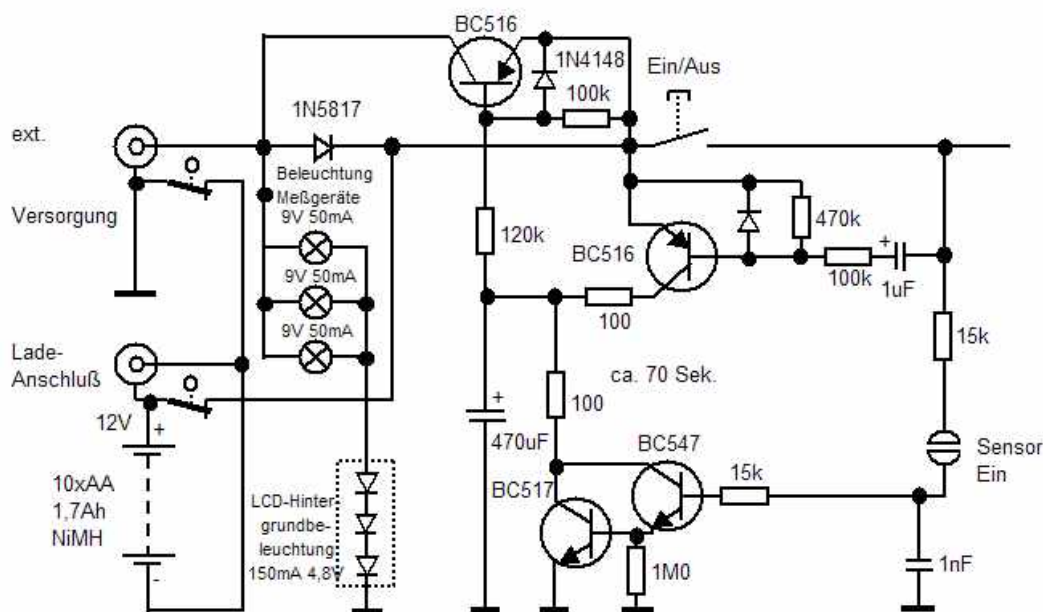 BC516
1N4148
Ein/Aus
100k
1N5817
ext.
Beleuchtung
Meßgeräte
Versorgung
9V 50mA
470k
120k
BC516
+
9V 50mA
100k
1uF
9V 50mA
100
15k
Lade-
Anschluß
ca. 70 Sek.
12V
+
+
100
470uF
BC547
Sensor
Ein
10xAA
1,7Ah
NiMH
LCD-Hinter-
grundbe-
leuchtung
150mA 4,8V
BC517
15k
-
1M0
1nF